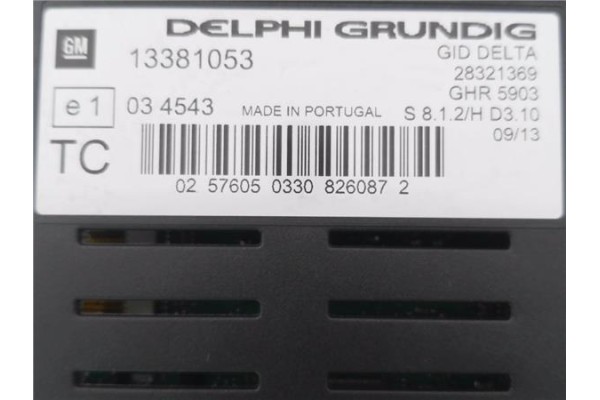 DELPHI GRUNDIG
GM
13381053
GID DELTA
28321369
GHR 5903
e 1
03 4543
MADE IN PORTUGAL
S 8.1.2/H D3.10
09/13
TC
02 57605 0330 826087 2